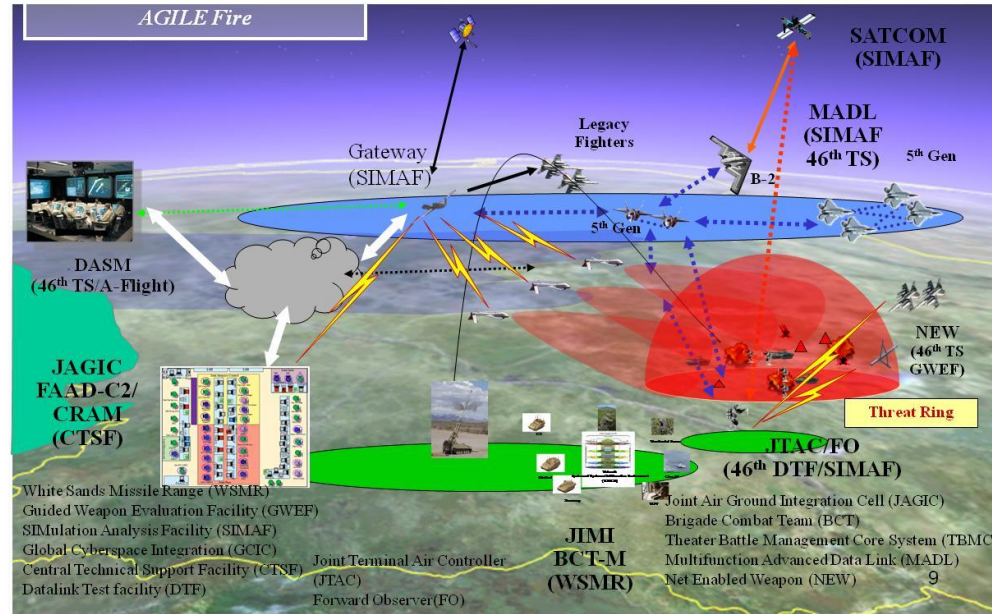 AGILE Fire
SATCOM
(SIMAF)
MADL
(SIMAF
46th TS)
Legacy
Fighters
Gateway
(SIMAF)
B-2
5th Gen
5th Gen
DASM
(46th TS/A-Flight)
NEW
(46th TS
GWEF)
JAGIC
FAAD-C2/
CRAM
(CTSF)
Threat Ring
JTAC/FO
(46th DTF/SIMAF)
JIMI
BCT-M
(WSMR)
White Sands Missile Range (WSMR)
Guided Weapon Evaluation Facility (GWEF)
SIMulation Analysis Facility (SIMAF)
Global Cyberspace Integration (GCIC)
Central Technical Support Facility (CTSF)
Datalink Test facility (DTF)
Joint Terminal Air Controller
(JTAC)
Forward Observer(FO)
Joint Air Ground Integration Cell (JAGIC)
Brigade Combat Team (BCT)
Theater Battle Management Core System (TBMC
Multifunction Advanced Data Link (MADL)
Net Enabled Weapon (NEW)
9